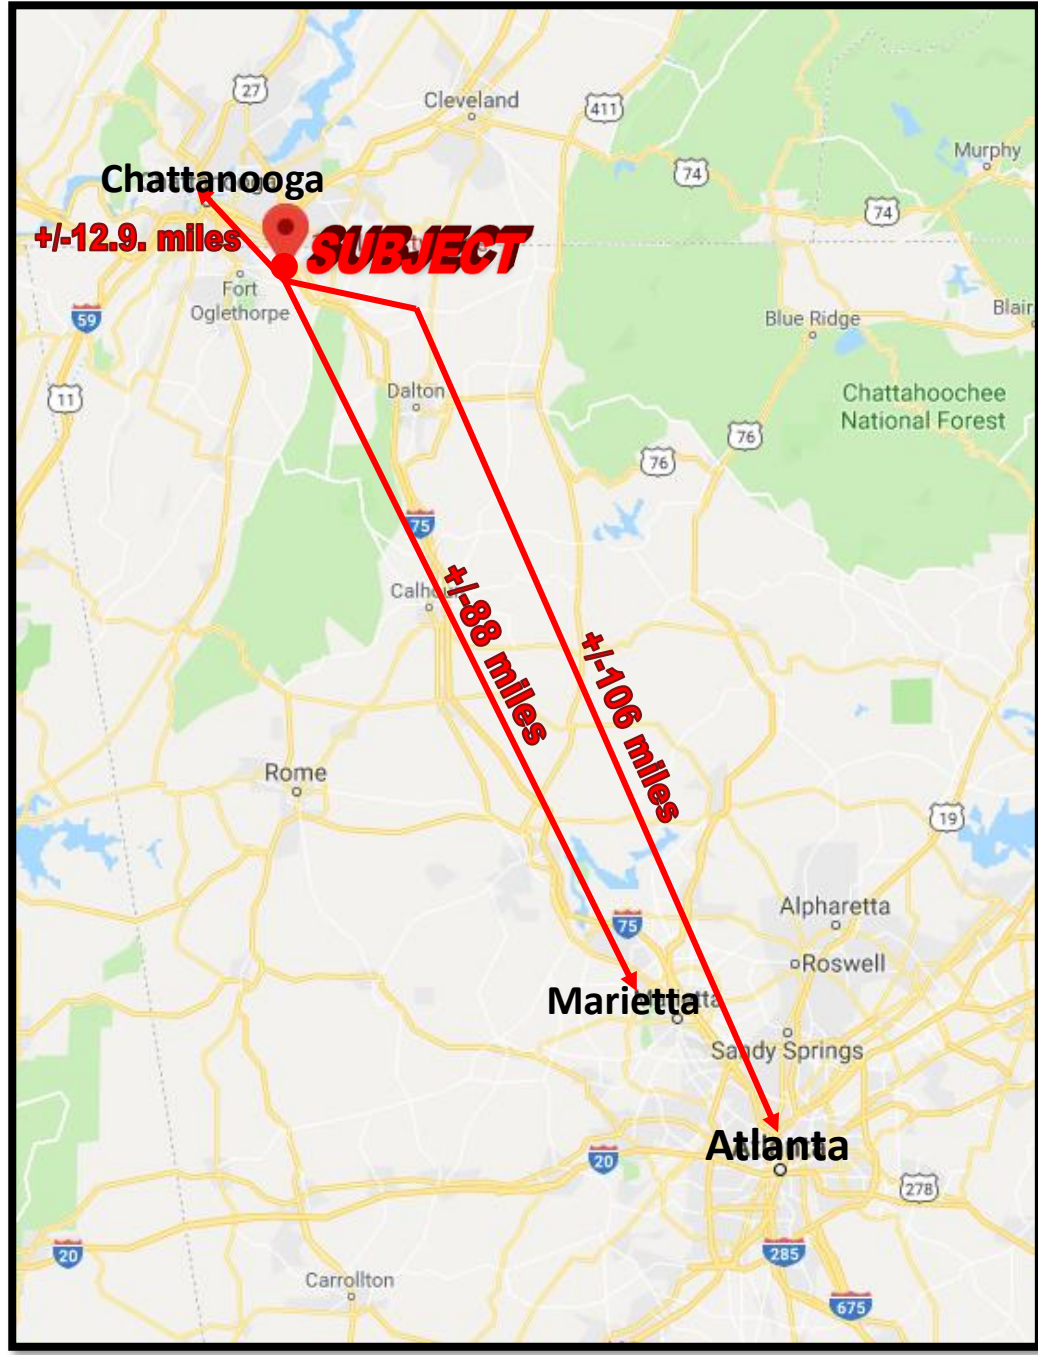 27
Cleveland
411
Murphy
74
Chattanooga
74
+/-12.9. miles
SUBJECT
Fort
Oglethorpe
59
Blue Ridge
Blair
11
Dalton
Chattahoochee
National Forest
76
76
75
Calhou
+/-88 miles
+/-106 miles
Rome
19
Alpharetta
75
Roswell
Marietta
Sandy Springs
Atlanta
20
278
20
285
Carrollton
675